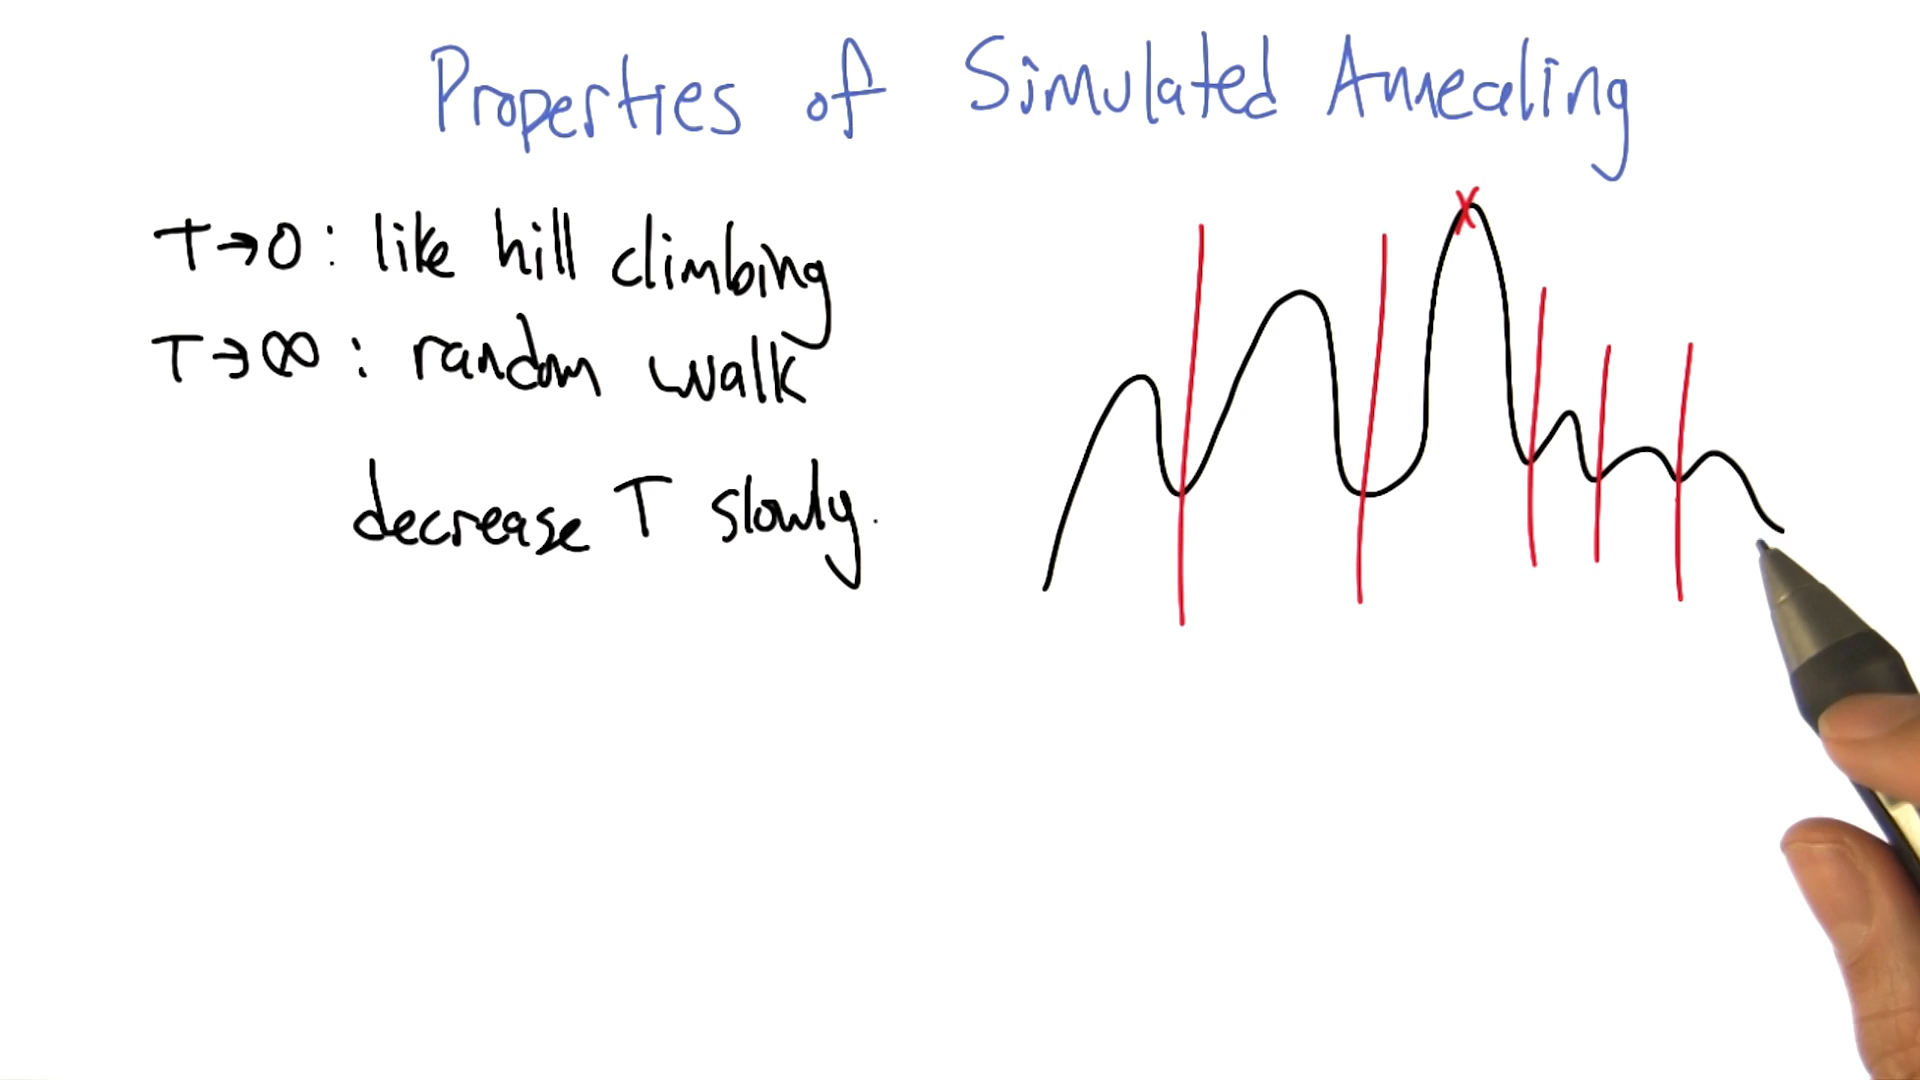 Properties of Simulated Annealing
T→0: like hill climbing
T→∞: random walk
decrease T slowly.
X